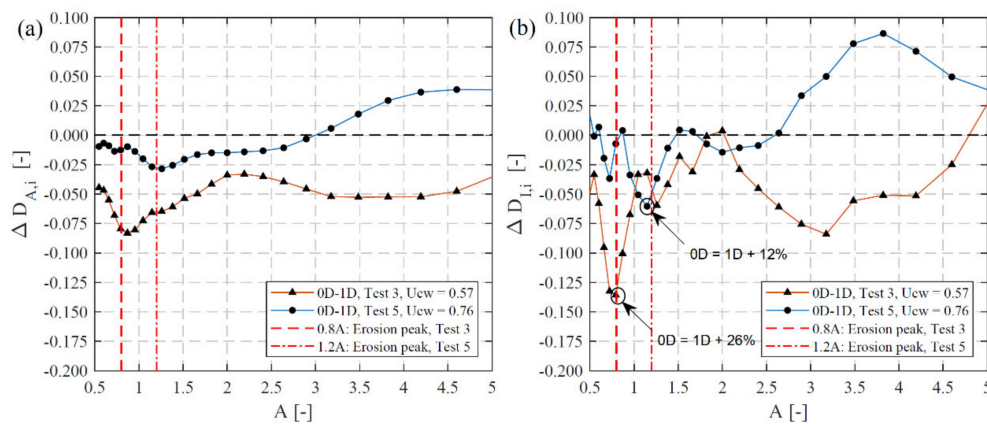 (a)
0.100
0.075
0.050
0.025
0.000
-0.025
-0.050
-0.075
-0.100
-0.125
-0.150
-0.175
-0.200
Δ D_A,i [-]
0D-1D, Test 3, Ucw = 0.57
0D-1D, Test 5, Ucw = 0.76
0.8A: Erosion peak, Test 3
1.2A: Erosion peak, Test 5
0.5 1 1.5 2 2.5 3 3.5 4 4.5 5
A [-]
(b)
0.100
0.075
0.050
0.025
0.000
-0.025
-0.050
-0.075
-0.100
-0.125
-0.150
-0.175
-0.200
Δ D_I,i [-]
0D = 1D + 12%
0D = 1D + 26%
0D-1D, Test 3, Ucw = 0.57
0D-1D, Test 5, Ucw = 0.76
0.8A: Erosion peak, Test 3
1.2A: Erosion peak, Test 5
0.5 1 1.5 2 2.5 3 3.5 4 4.5 5
A [-]